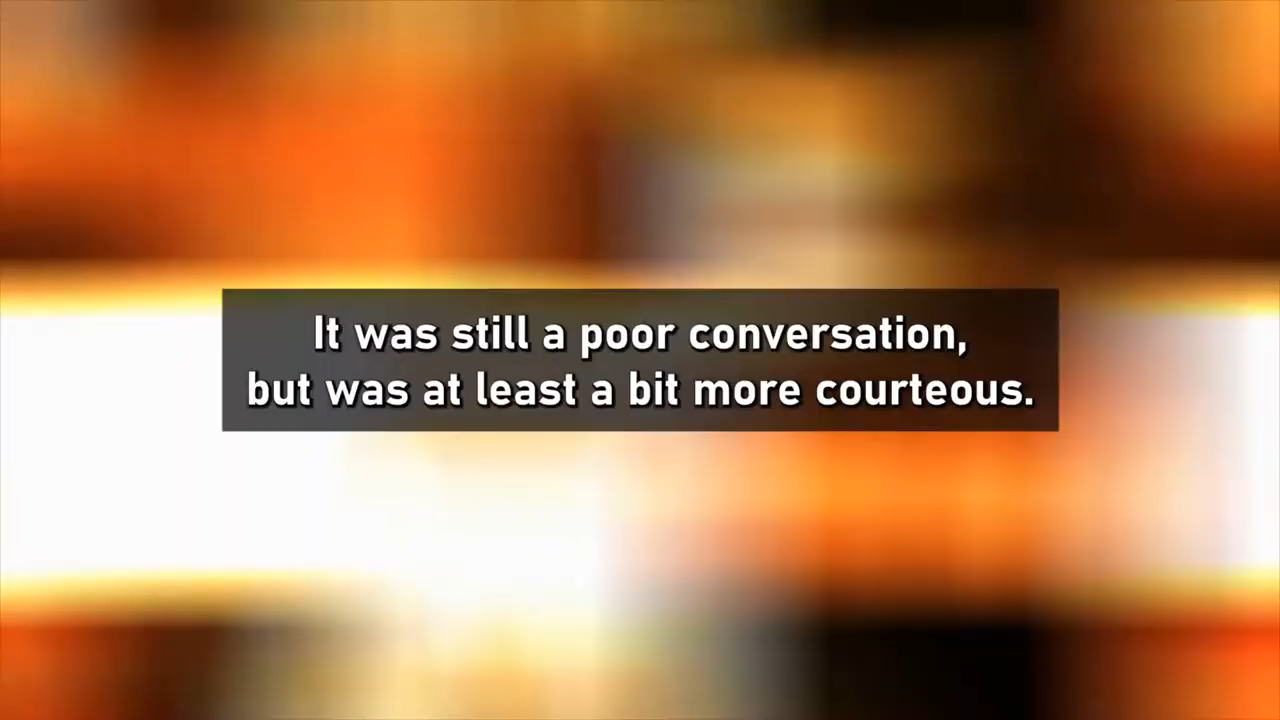 It was still a poor conversation,
but was at least a bit more courteous.